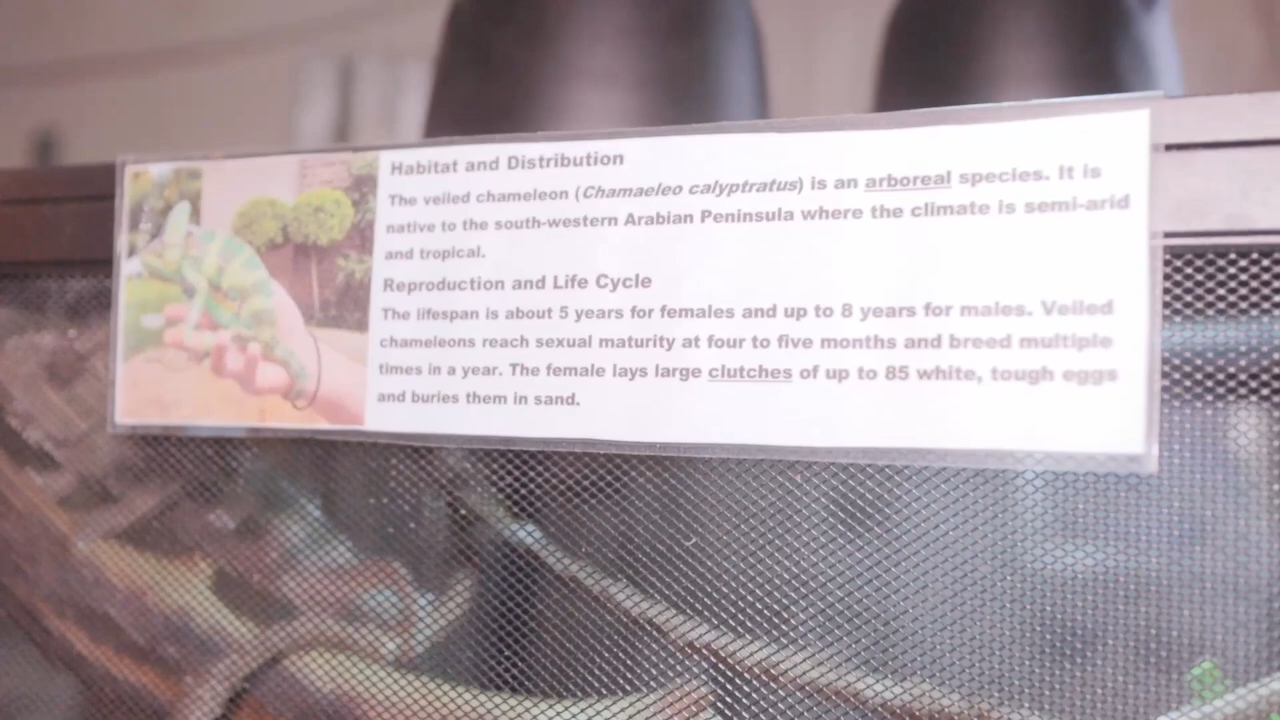 Habitat and Distribution
The veiled chameleon (Chamaeleo calyptratus) is an arboreal species. It is
native to the south-western Arabian Peninsula where the climate is semi-arid
and tropical.
Reproduction and Life Cycle
The lifespan is about 5 years for females and up to 8 years for males. Veiled
chameleons reach sexual maturity at four to five months and breed multiple
times in a year. The female lays large clutches of up to 85 white, tough eggs
and buries them in sand.